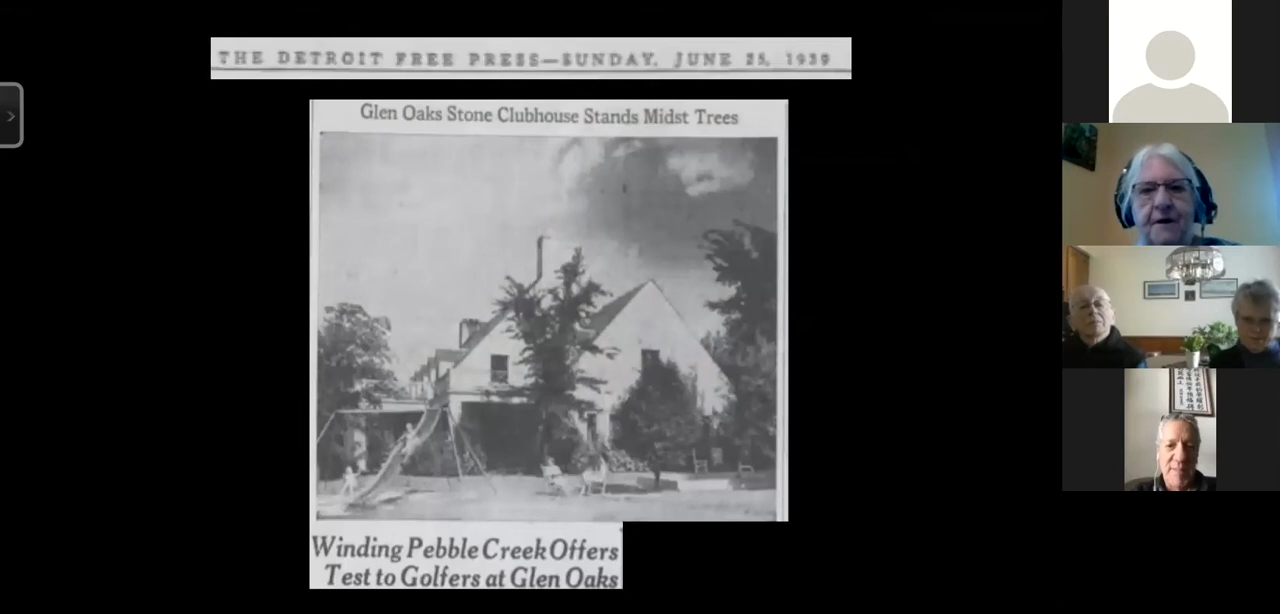 THE DETROIT FREE PRESS—SUNDAY, JUNE 25, 1939
Glen Oaks Stone Clubhouse Stands Midst Trees
Winding Pebble Creek Offers
Test to Golfers at Glen Oaks